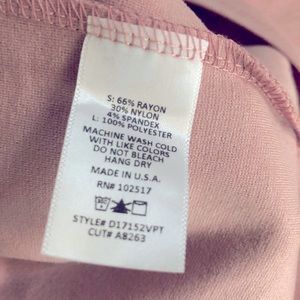 S: 66% RAYON
30% NYLON
4% SPANDEX
L: 100% POLYESTER
MACHINE WASH COLD
WITH LIKE COLORS
DO NOT BLEACH
HANG DRY
MADE IN U.S.A.
RN# 102517
STYLE# D17152VPT
CUT# A8263